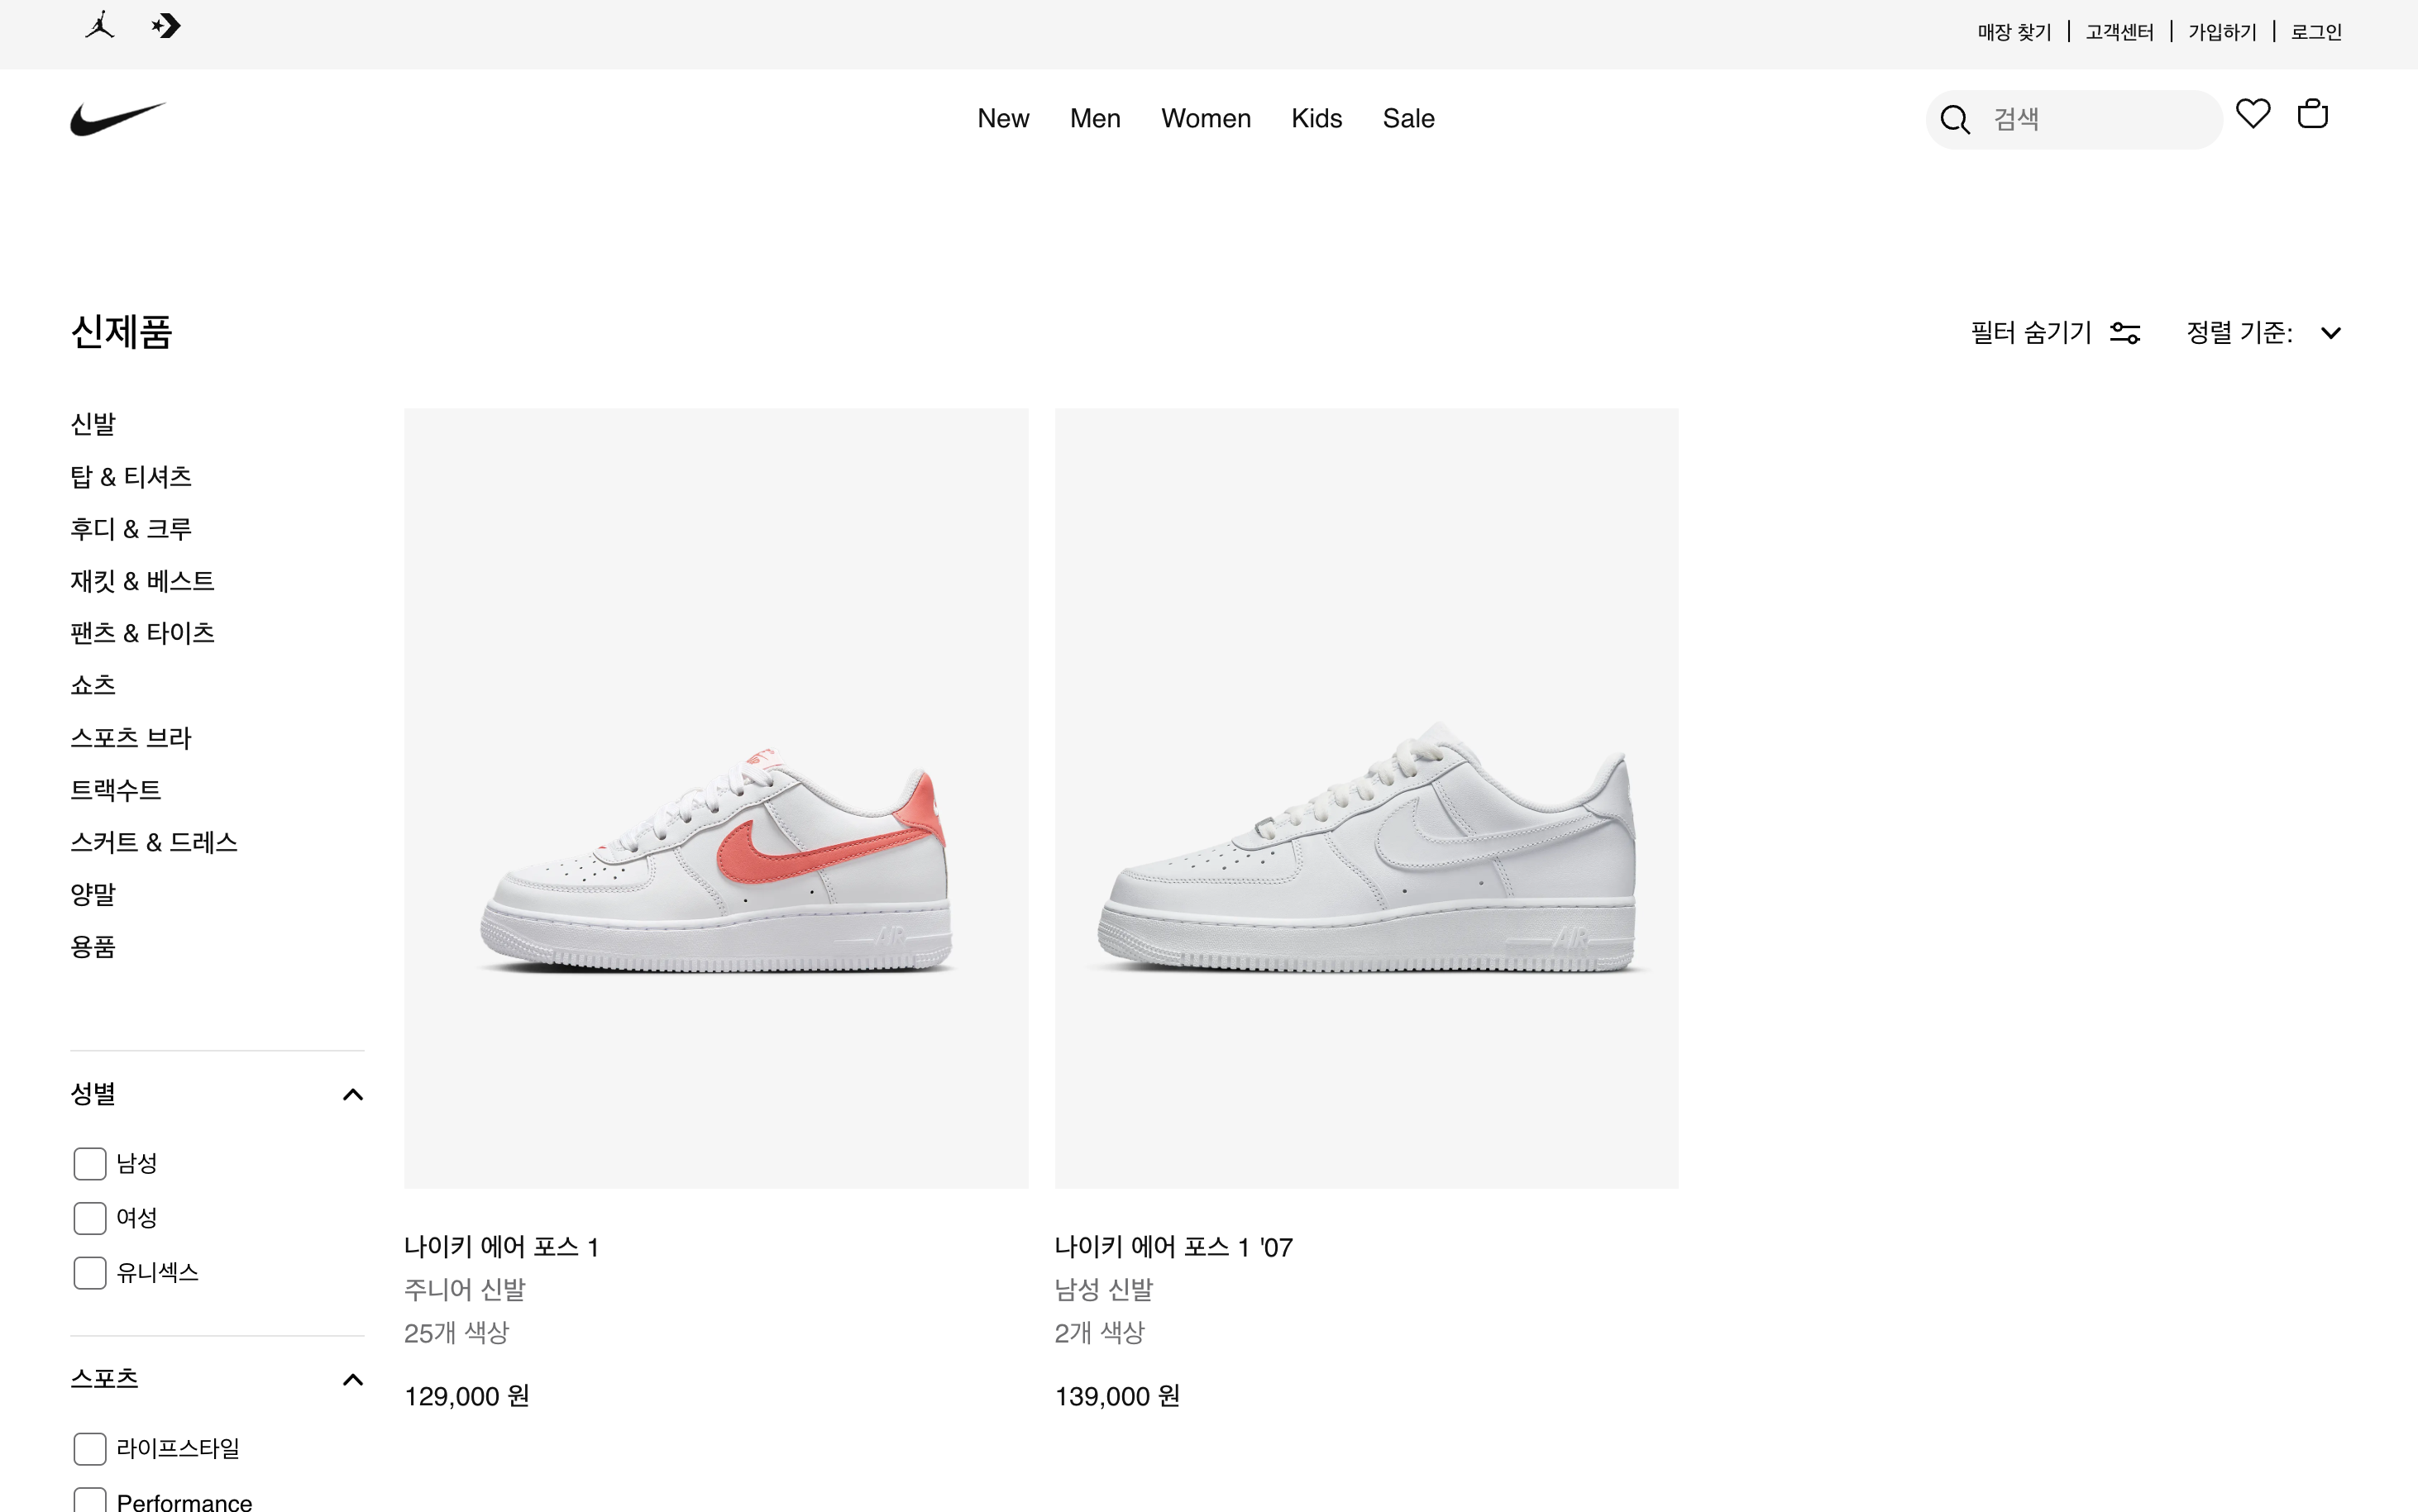 매장 찾기 | 고객센터 | 가입하기 | 로그인
New Men Women Kids Sale
검색
신제품
필터 숨기기
정렬 기준:
신발
탑 & 티셔츠
후디 & 크루
재킷 & 베스트
팬츠 & 타이츠
쇼츠
스포츠 브라
트랙수트
스커트 & 드레스
양말
용품
성별
남성
여성
유니섹스
스포츠
라이프스타일
Performance
AIR
나이키 에어 포스 1
주니어 신발
25개 색상
129,000 원
AIR
나이키 에어 포스 1 '07
남성 신발
2개 색상
139,000 원